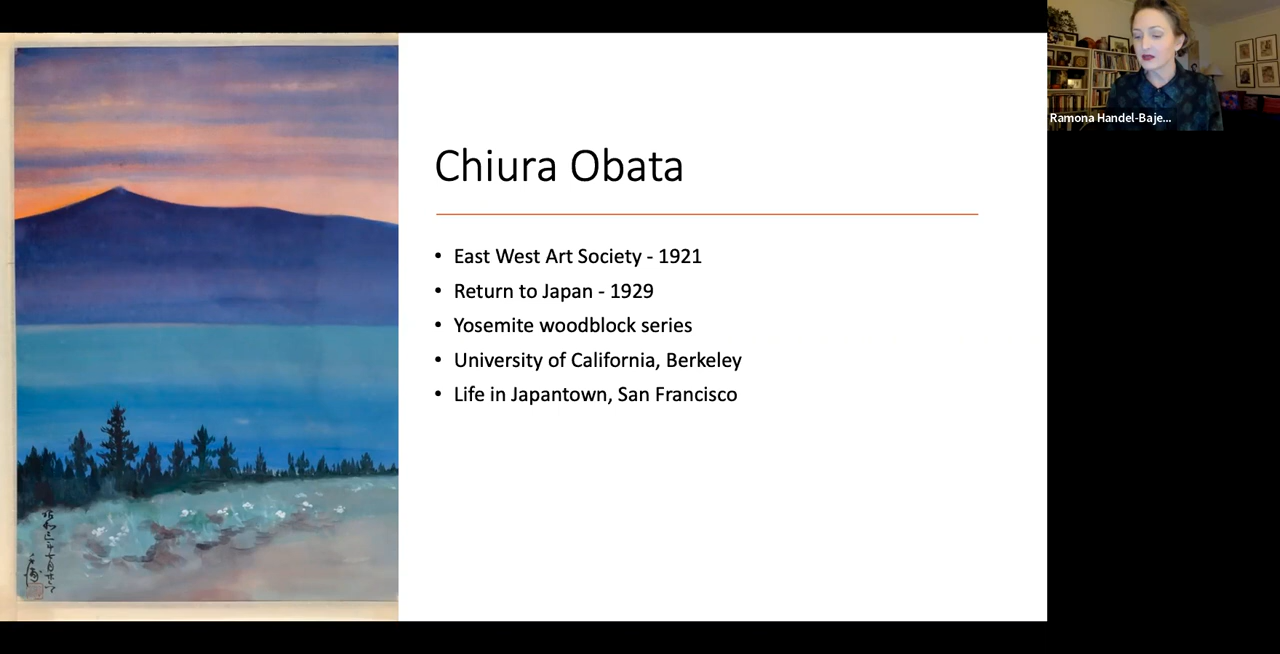 Chiura Obata
• East West Art Society - 1921
• Return to Japan - 1929
• Yosemite woodblock series
• University of California, Berkeley
• Life in Japantown, San Francisco
Ramona Handel-Baje...